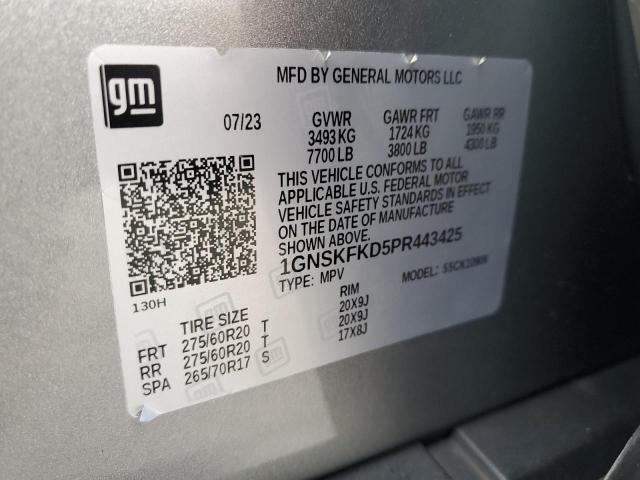 gm
MFD BY GENERAL MOTORS LLC
07/23 GVWR GAWR FRT GAWR RR
3493 KG 1724 KG 1950 KG
7700 LB 3800 LB 4300 LB
THIS VEHICLE CONFORMS TO ALL
APPLICABLE U.S. FEDERAL MOTOR
VEHICLE SAFETY STANDARDS IN EFFECT
ON THE DATE OF MANUFACTURE
SHOWN ABOVE.
1GNSKFKD5PR443425
TYPE: MPV MODEL:
130H
TIRE SIZE RIM
FRT 275/60R20 T 20X9J
RR 275/60R20 T 20X9J
SPA 265/70R17 S 17X8J